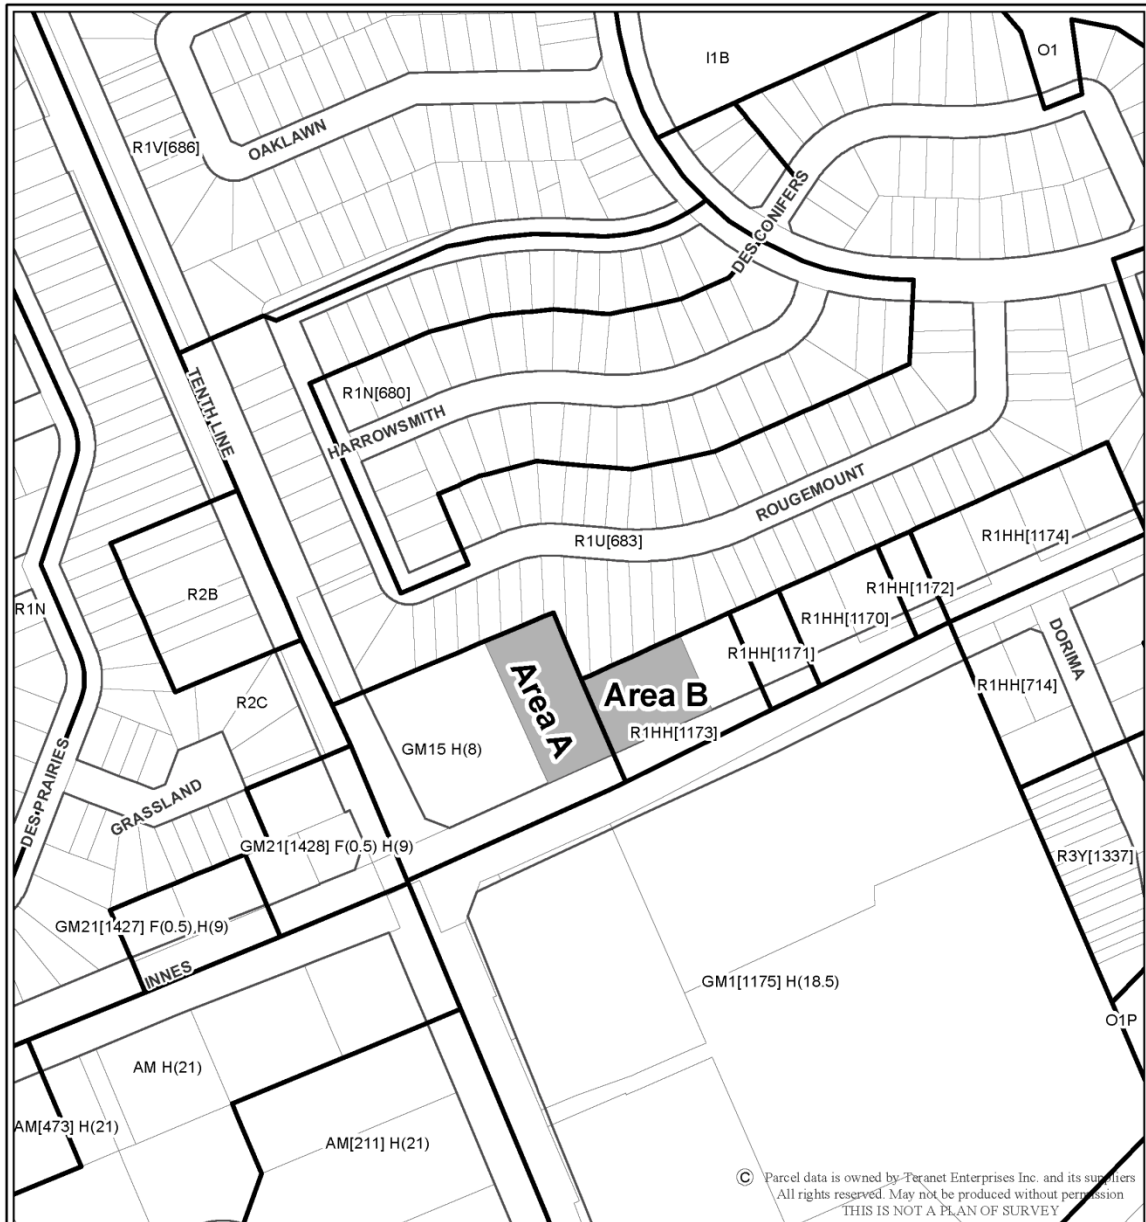 I1B
O1
R1V[686]
OAKLAWN
DES CONIFERS
TENTH LINE
R1N[680]
HARROWSMITH
ROUGEMOUNT
R1U[683]
R1HH[1174]
R2B
R1HH[1172]
R1N
R1HH[1170]
DORIMA
R1HH[1171]
R1HH[714]
R2C
Area A
Area B
R1HH[1173]
GM15 H(8)
DES PRAIRIES
GRASSLAND
GM21[1428] F(0.5) H(9)
R3Y[1337]
GM21[1427] F(0.5) H(9)
INNES
GM1[1175] H(18.5)
O1P
AM H(21)
AM[473] H(21)
AM[211] H(21)
© Parcel data is owned by Teranet Enterprises Inc. and its suppliers
All rights reserved. May not be produced without permission
THIS IS NOT A PLAN OF SURVEY